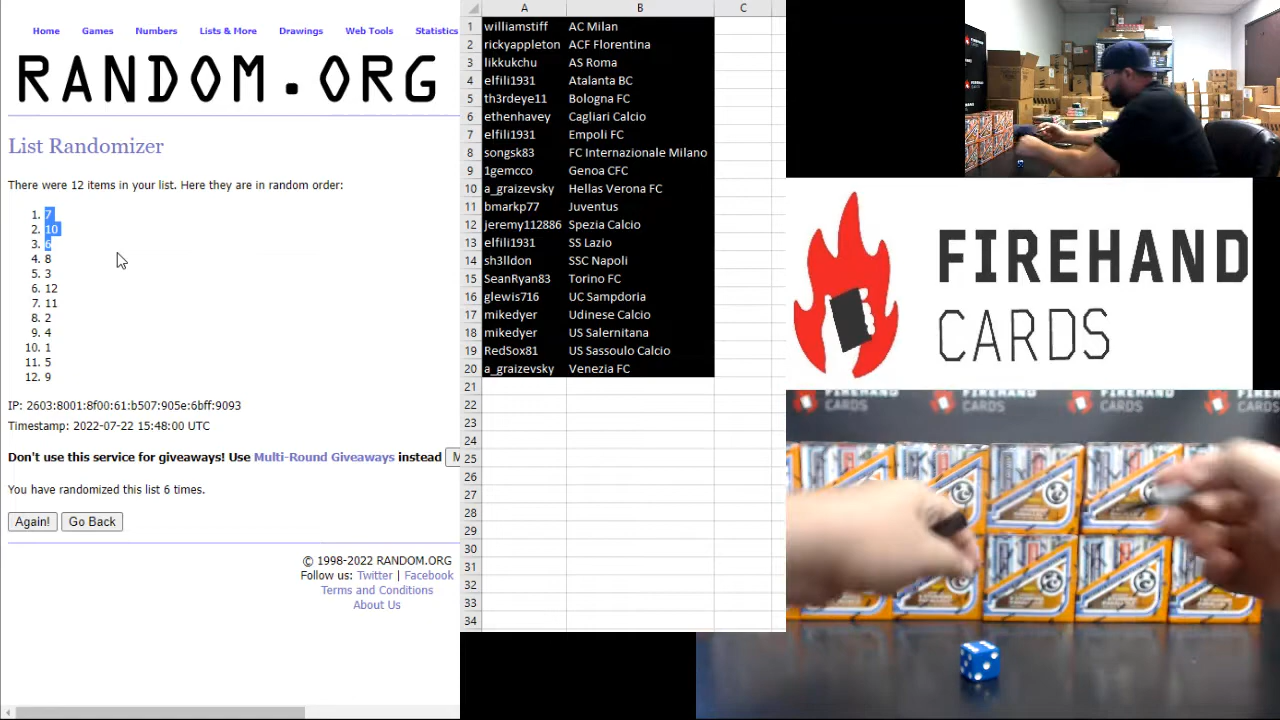 Home Games Numbers Lists & More Drawings Web Tools Statistics
RANDOM.ORG
List Randomizer
There were 12 items in your list. Here they are in random order:
1. 7
2. 10
3. 6
4. 8
5. 3
6. 12
7. 11
8. 2
9. 4
10. 1
11. 5
12. 9
IP: 2603:8001:8f00:61:b507:905e:6bff:9093
Timestamp: 2022-07-22 15:48:00 UTC
Don't use this service for giveaways! Use Multi-Round Giveaways instead M
You have randomized this list 6 times.
Again! Go Back
© 1998-2022 RANDOM.ORG
Follow us: Twitter | Facebook
Terms and Conditions
About Us
A B C
1 williamstiff AC Milan
2 rickyappleton ACF FIorentina
3 likkukchu AS Roma
4 elfili1931 Atalanta BC
5 th3rdeye11 Bologna FC
6 ethenhavey Cagliari Calcio
7 elfili1931 Empoli FC
8 songsk83 FC Internazionale Milano
9 1gemcco Genoa CFC
10 a_graizevsky Hellas Verona FC
11 bmarkp77 Juventus
12 jeremy112886 Spezia Calcio
13 elfili1931 SS Lazio
14 sh3lldon SSC Napoli
15 SeanRyan83 Torino FC
16 glewis716 UC Sampdoria
17 mikedyer Udinese Calcio
18 mikedyer US Salernitana
19 RedSox81 US Sassoulo Calcio
20 a_graizevsky Venezia FC
21
22
23
24
25
26
27
28
29
30
31
32
33
34
FIREHAND
CARDS
FIREHAND
CARDS